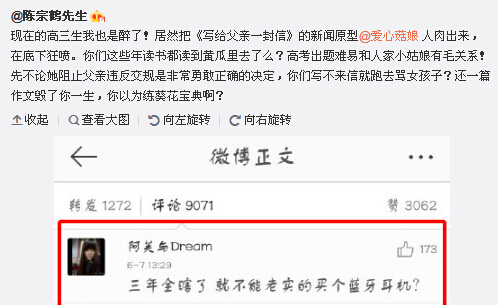 @陈宗鹤先生
现在的高三生我也是醉了！居然把《写给父亲一封信》的新闻原型@爱心菇娘 人肉出来，
在底下狂喷。你们这些年读书都读到黄瓜里去了么？高考出题难易和人家小姑娘有毛关系！
先不论她阻止父亲违反交规是非常勇敢正确的决定，你们写不来信就跑去骂女孩子？还一篇
作文毁了你一生，你以为练葵花宝典啊？
收起 查看大图 向左旋转 向右旋转
微博正文
转发 1272 评论 9071 赞 3062
阿关与Dream 173
6-7 13:29
三年全瞎了 就不能老实的买个蓝牙耳机？